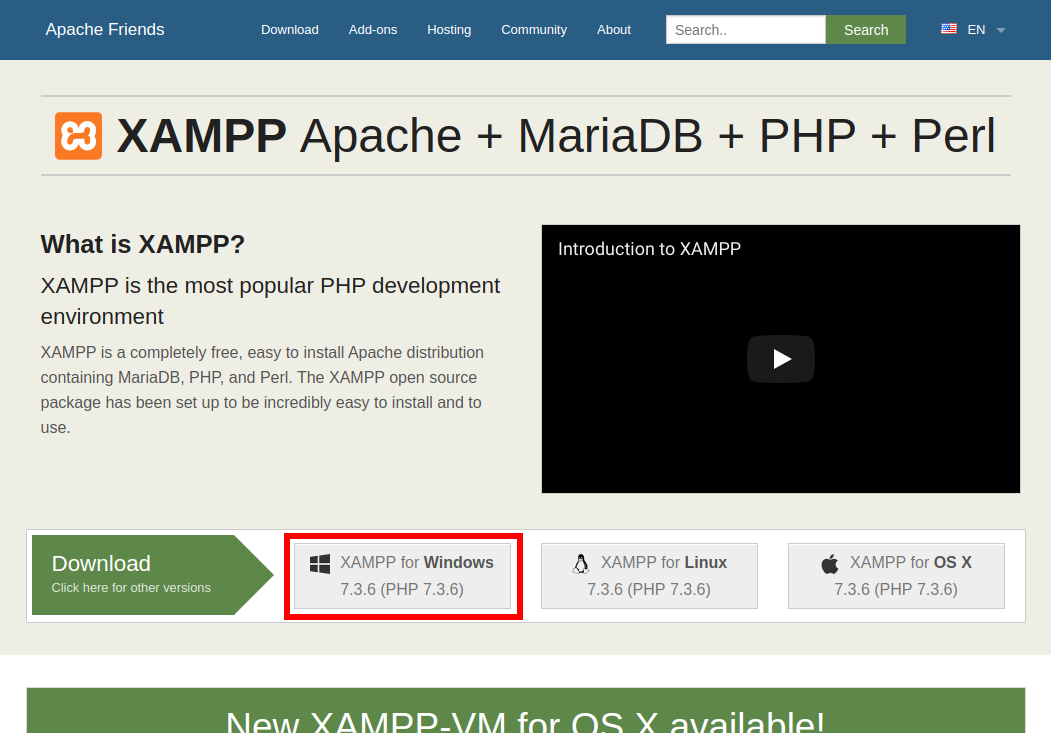 Apache Friends
Download
Add-ons
Hosting
Community
About
Search..
Search
EN
XAMPP Apache + MariaDB + PHP + Perl
What is XAMPP?
XAMPP is the most popular PHP development
environment
XAMPP is a completely free, easy to install Apache distribution
containing MariaDB, PHP, and Perl. The XAMPP open source
package has been set up to be incredibly easy to install and to
use.
Introduction to XAMPP
Download
Click here for other versions
XAMPP for Windows
7.3.6 (PHP 7.3.6)
XAMPP for Linux
7.3.6 (PHP 7.3.6)
XAMPP for OS X
7.3.6 (PHP 7.3.6)
New XAMPP-VM for OS X available!